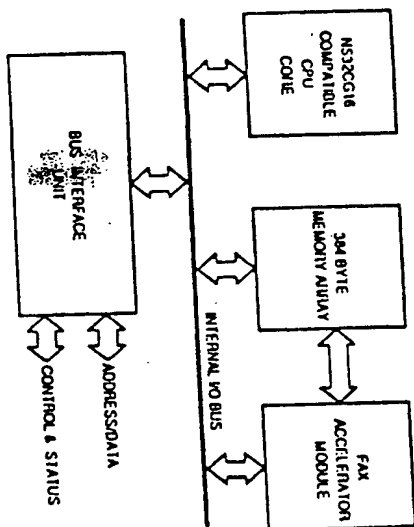 NS32CG16
COMPATIBLE
CPU
CORE
384 BYTE
MEMORY ARRAY
FAX
ACCELERATOR
MODULE
INTERNAL I/O BUS
BUS INTERFACE
UNIT
ADDRESS/DATA
CONTROL & STATUS